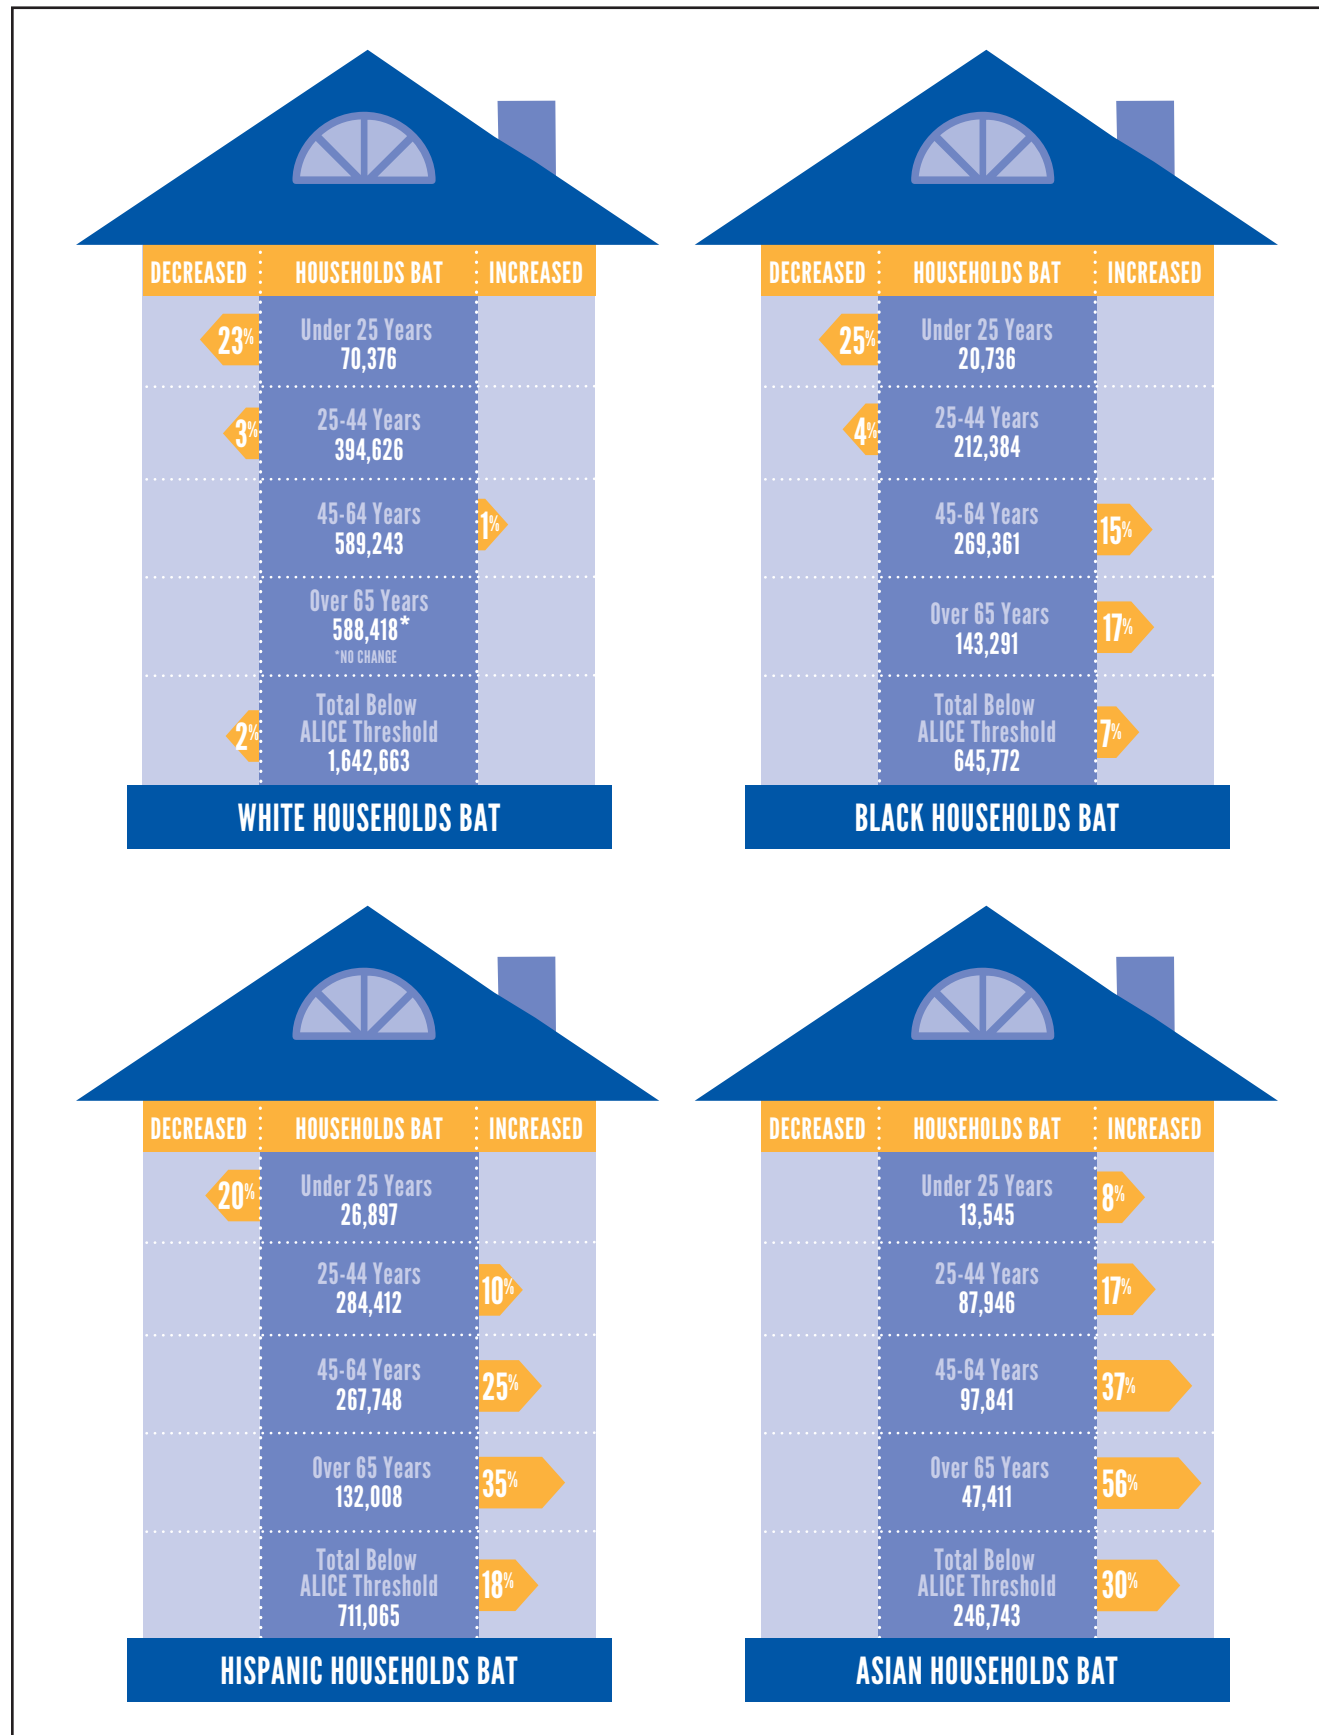 DECREASED HOUSEHOLDS BAT INCREASED
23% Under 25 Years
70,376
3% 25-44 Years
394,626
45-64 Years 1%
589,243
Over 65 Years
588,418*
*NO CHANGE
Total Below
2% ALICE Threshold
1,642,663
WHITE HOUSEHOLDS BAT
DECREASED HOUSEHOLDS BAT INCREASED
25% Under 25 Years
20,736
4% 25-44 Years
212,384
45-64 Years 15%
269,361
Over 65 Years 17%
143,291
Total Below
ALICE Threshold 7%
645,772
BLACK HOUSEHOLDS BAT
DECREASED HOUSEHOLDS BAT INCREASED
20% Under 25 Years
26,897
25-44 Years 10%
284,412
45-64 Years 25%
267,748
Over 65 Years 35%
132,008
Total Below
ALICE Threshold 18%
711,065
HISPANIC HOUSEHOLDS BAT
DECREASED HOUSEHOLDS BAT INCREASED
Under 25 Years 8%
13,545
25-44 Years 17%
87,946
45-64 Years 37%
97,841
Over 65 Years 56%
47,411
Total Below
ALICE Threshold 30%
246,743
ASIAN HOUSEHOLDS BAT